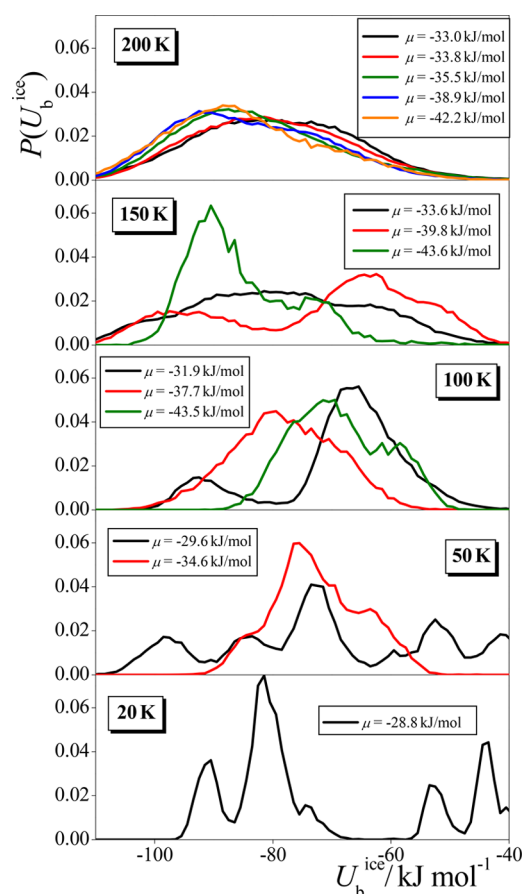 P(U_b^ice)
200 K
μ = -33.0 kJ/mol
μ = -33.8 kJ/mol
μ = -35.5 kJ/mol
μ = -38.9 kJ/mol
μ = -42.2 kJ/mol
0.06
0.04
0.02
0.00
150 K
μ = -33.6 kJ/mol
μ = -39.8 kJ/mol
μ = -43.6 kJ/mol
0.06
0.04
0.02
0.00
μ = -31.9 kJ/mol
μ = -37.7 kJ/mol
μ = -43.5 kJ/mol
100 K
0.06
0.04
0.02
0.00
μ = -29.6 kJ/mol
μ = -34.6 kJ/mol
50 K
0.06
0.04
0.02
0.00
20 K
μ = -28.8 kJ/mol
0.06
0.04
0.02
0.00
-100 -80 -60 -40
U_b^ice/kJ mol⁻¹